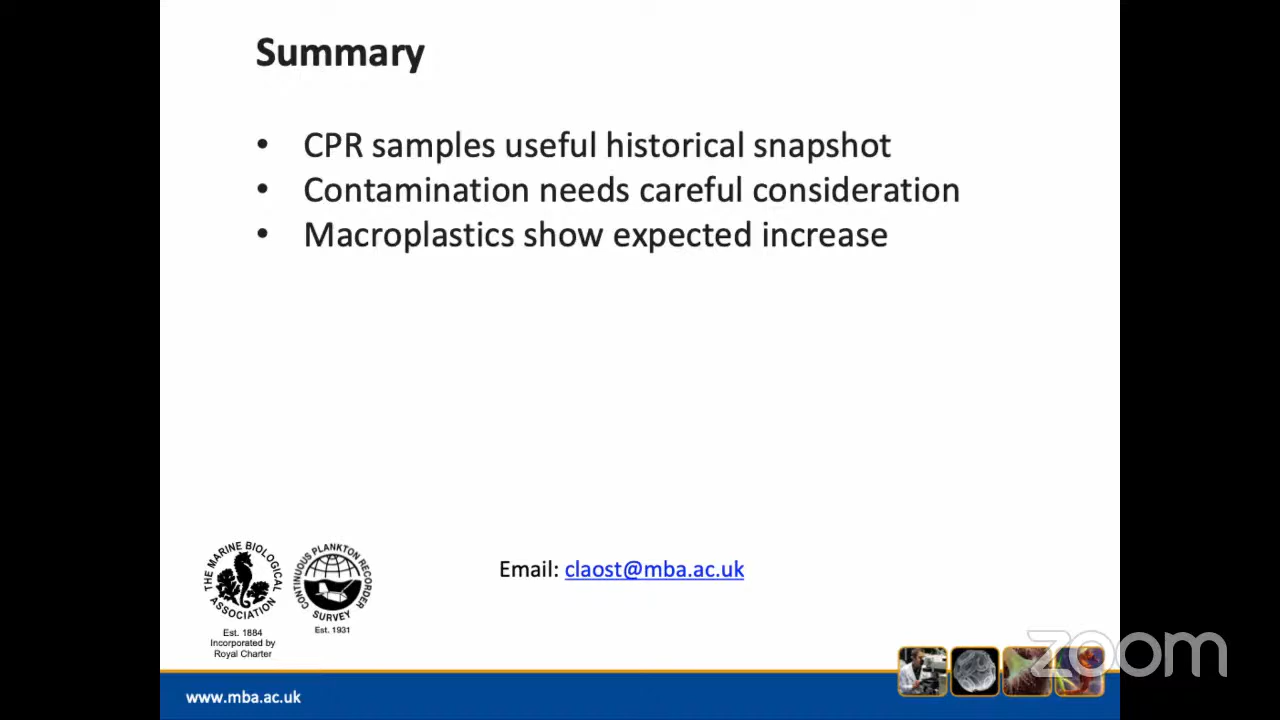 Summary
• CPR samples useful historical snapshot
• Contamination needs careful consideration
• Macroplastics show expected increase
THE MARINE BIOLOGICAL ASSOCIATION
Est. 1884
Incorporated by
Royal Charter
CONTINUOUS PLANKTON RECORDER SURVEY
Est. 1931
Email: claost@mba.ac.uk
zoom
www.mba.ac.uk